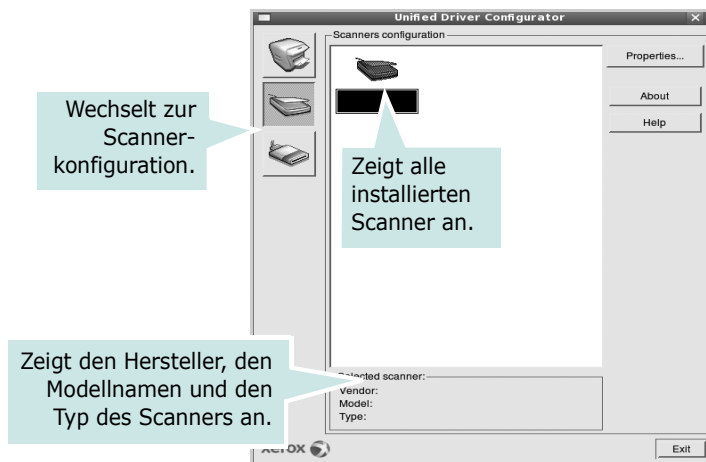 Unified Driver Configurator
Scanners configuration
Properties...
About
Help
Wechselt zur
Scanner-
konfiguration.
Zeigt alle
installierten
Scanner an.
Zeigt den Hersteller, den
Modellnamen und den
Typ des Scanners an.
Selected scanner:
Vendor:
Model:
Type:
xerox
Exit